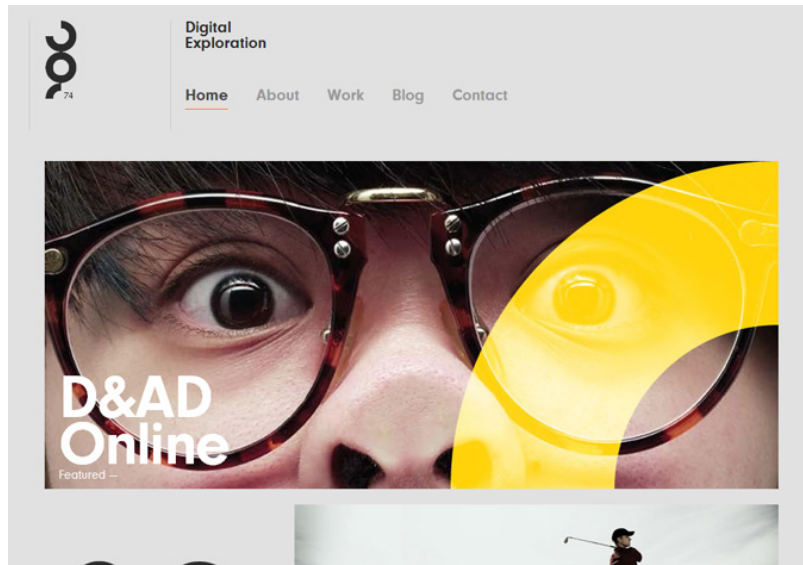 Digital
Exploration
74
Home About Work Blog Contact
D&AD
Online
Featured —